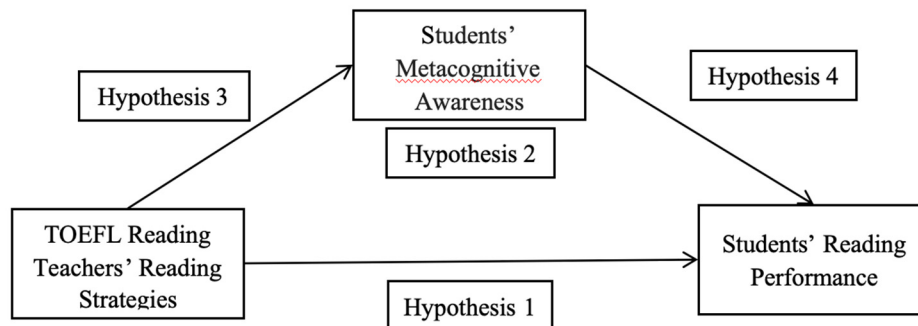 Students’
Metacognitive
Awareness
Hypothesis 3
Hypothesis 4
Hypothesis 2
TOEFL Reading
Teachers’ Reading
Strategies
Students’ Reading
Performance
Hypothesis 1